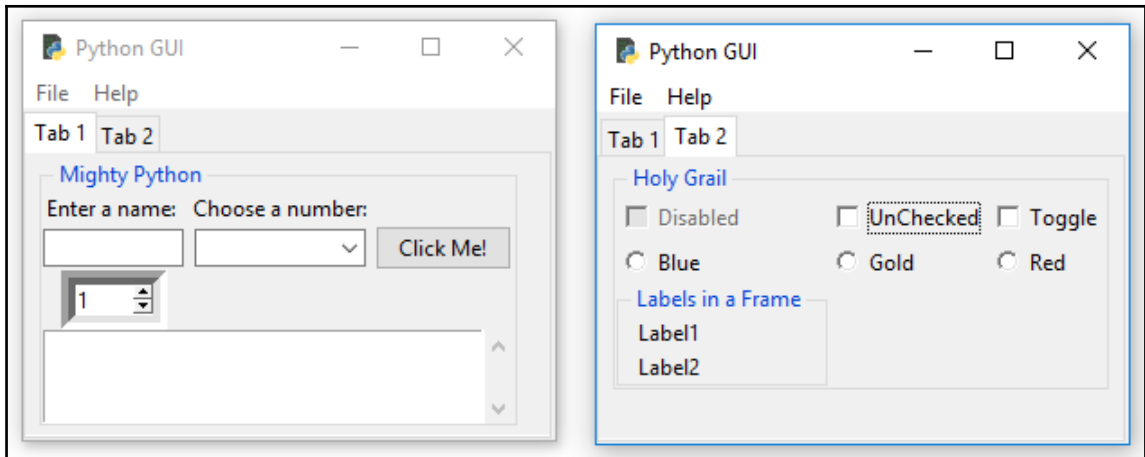 Python GUI
File Help
Tab 1 Tab 2
Mighty Python
Enter a name: Choose a number:
Click Me!
1
Python GUI
File Help
Tab 1 Tab 2
Holy Grail
Disabled UnChecked Toggle
Blue Gold Red
Labels in a Frame
Label1
Label2